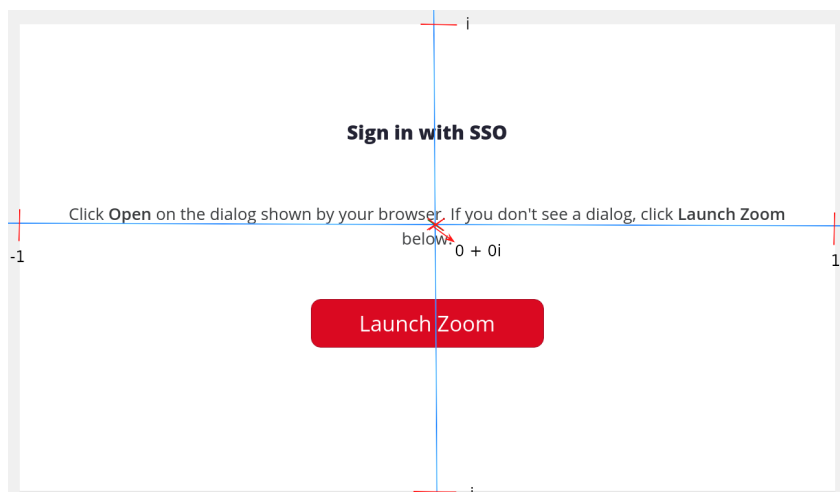 i
Sign in with SSO
Click Open on the dialog shown by your browser. If you don't see a dialog, click Launch Zoom
below.
0 + 0i
-1
1
Launch Zoom